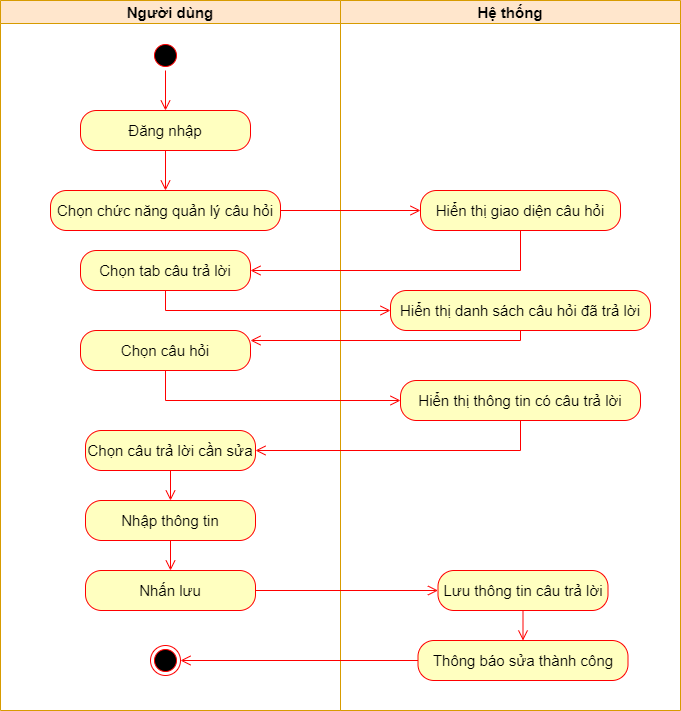 Người dùng
Hệ thống
Đăng nhập
Chọn chức năng quản lý câu hỏi
Hiển thị giao diện câu hỏi
Chọn tab câu trả lời
Hiển thị danh sách câu hỏi đã trả lời
Chọn câu hỏi
Hiển thị thông tin có câu trả lời
Chọn câu trả lời cần sửa
Nhập thông tin
Nhấn lưu
Lưu thông tin câu trả lời
Thông báo sửa thành công